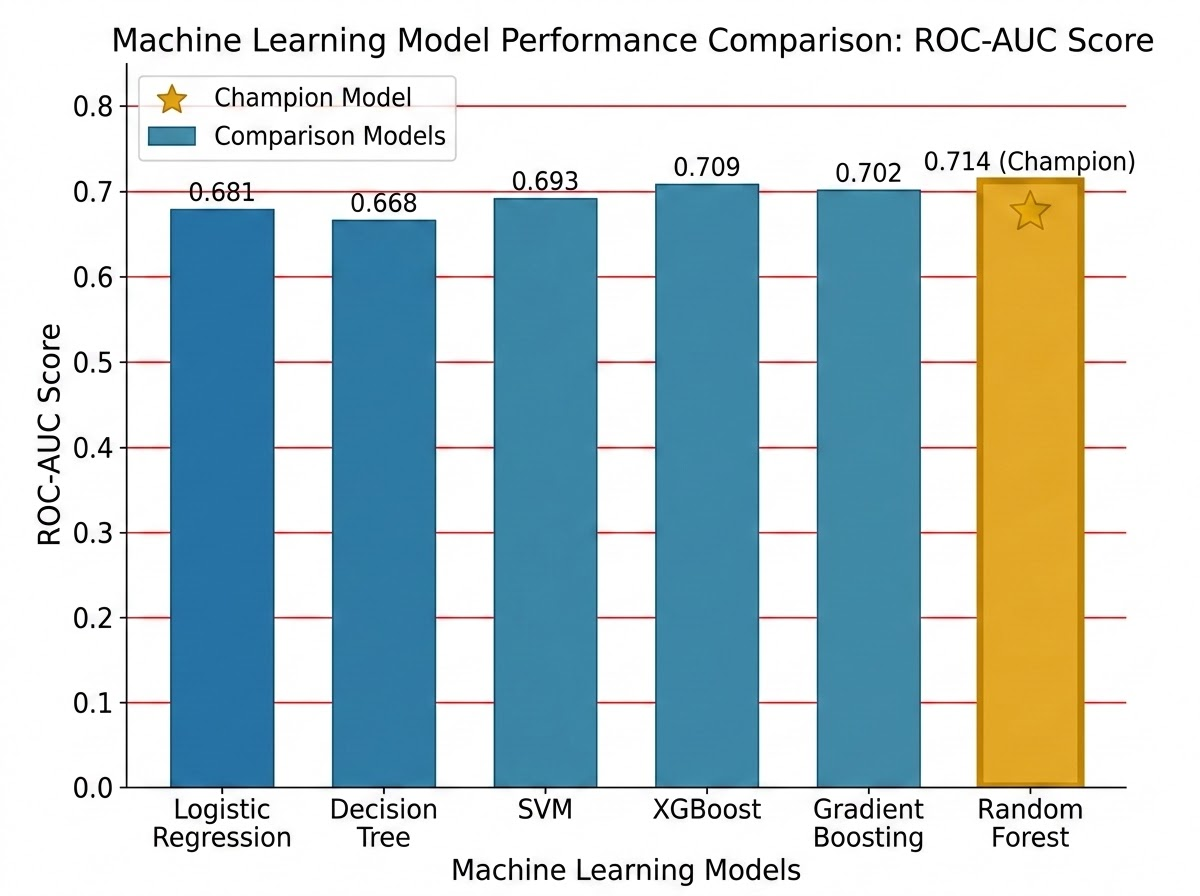 Machine Learning Model Performance Comparison: ROC-AUC Score
Champion Model
Comparison Models
ROC-AUC Score
0.8
0.7
0.6
0.5
0.4
0.3
0.2
0.1
0.0
0.681
0.668
0.693
0.709
0.702
0.714 (Champion)
Logistic
Regression
Decision
Tree
SVM
XGBoost
Gradient
Boosting
Random
Forest
Machine Learning Models